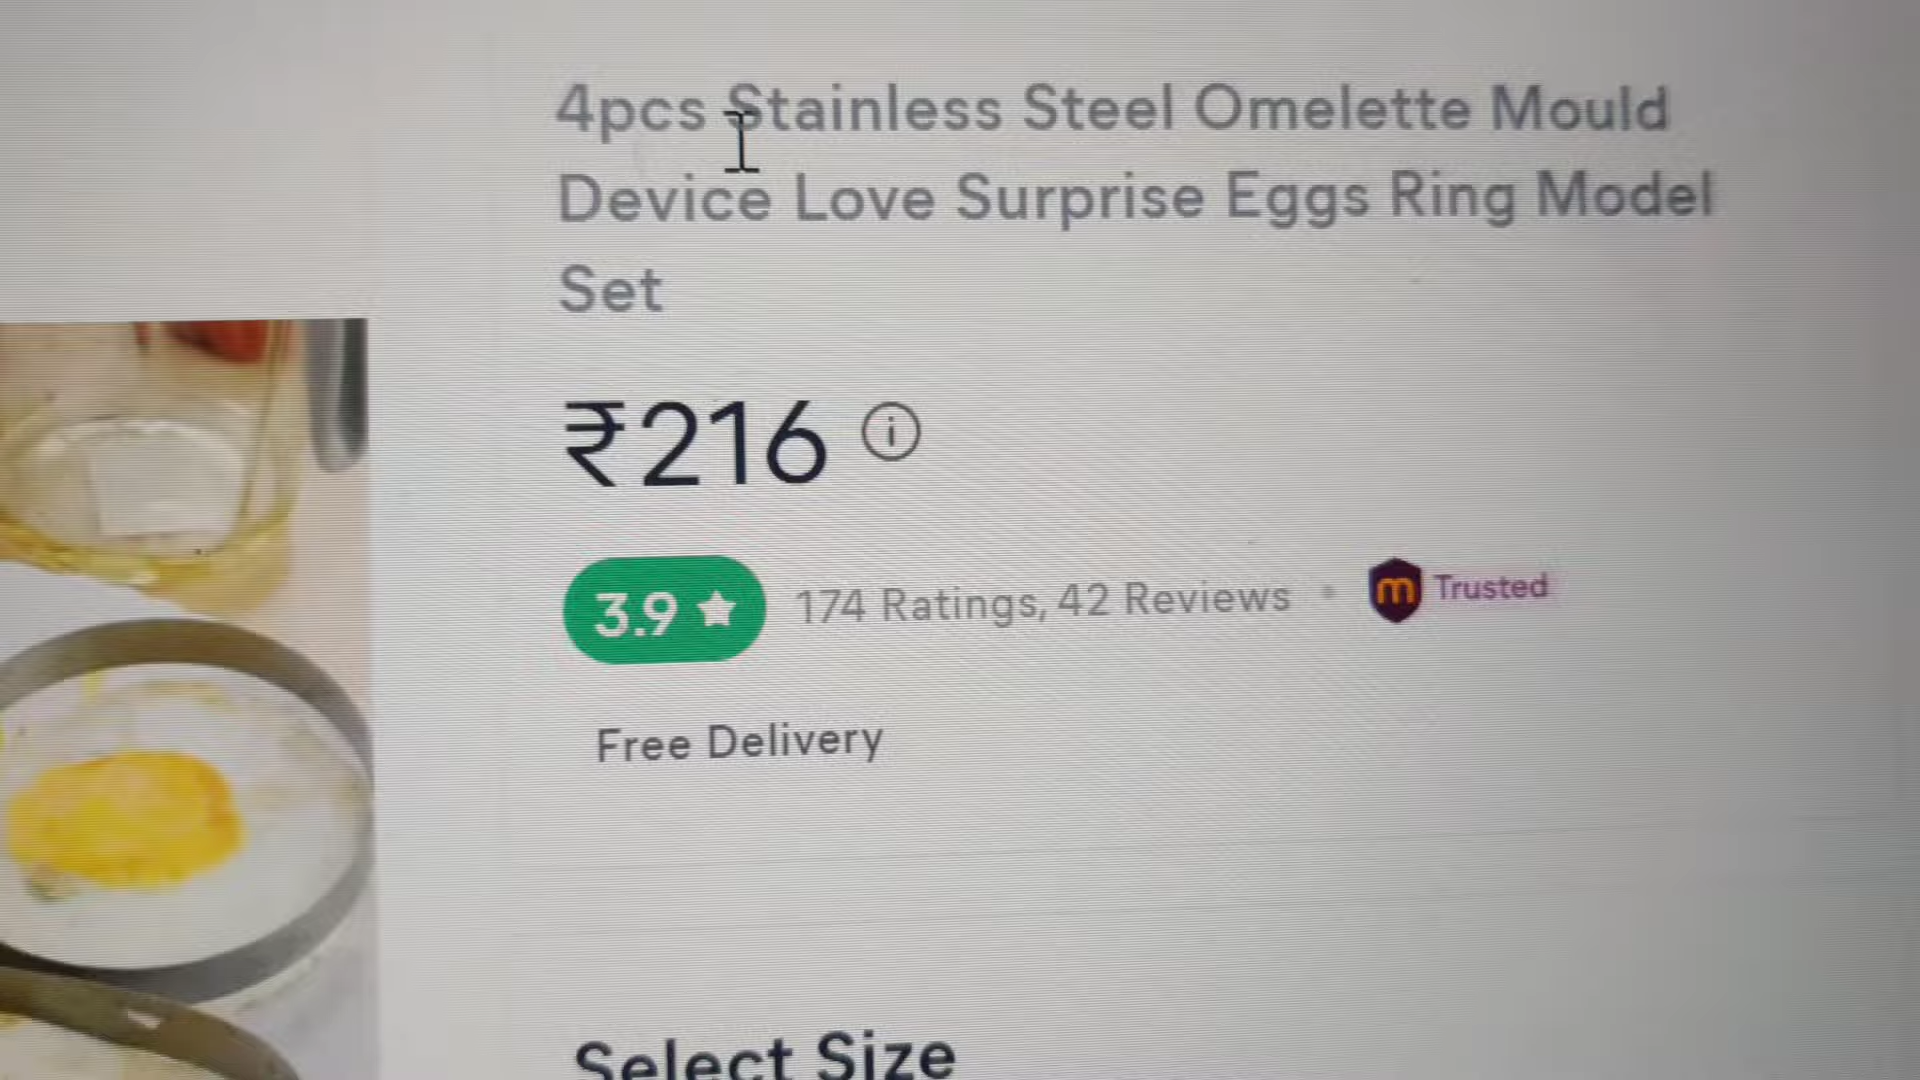 4pcs Stainless Steel Omelette Mould
Device Love Surprise Eggs Ring Model
Set
₹216
3.9 ★ 174 Ratings, 42 Reviews • m Trusted
Free Delivery
Select Size